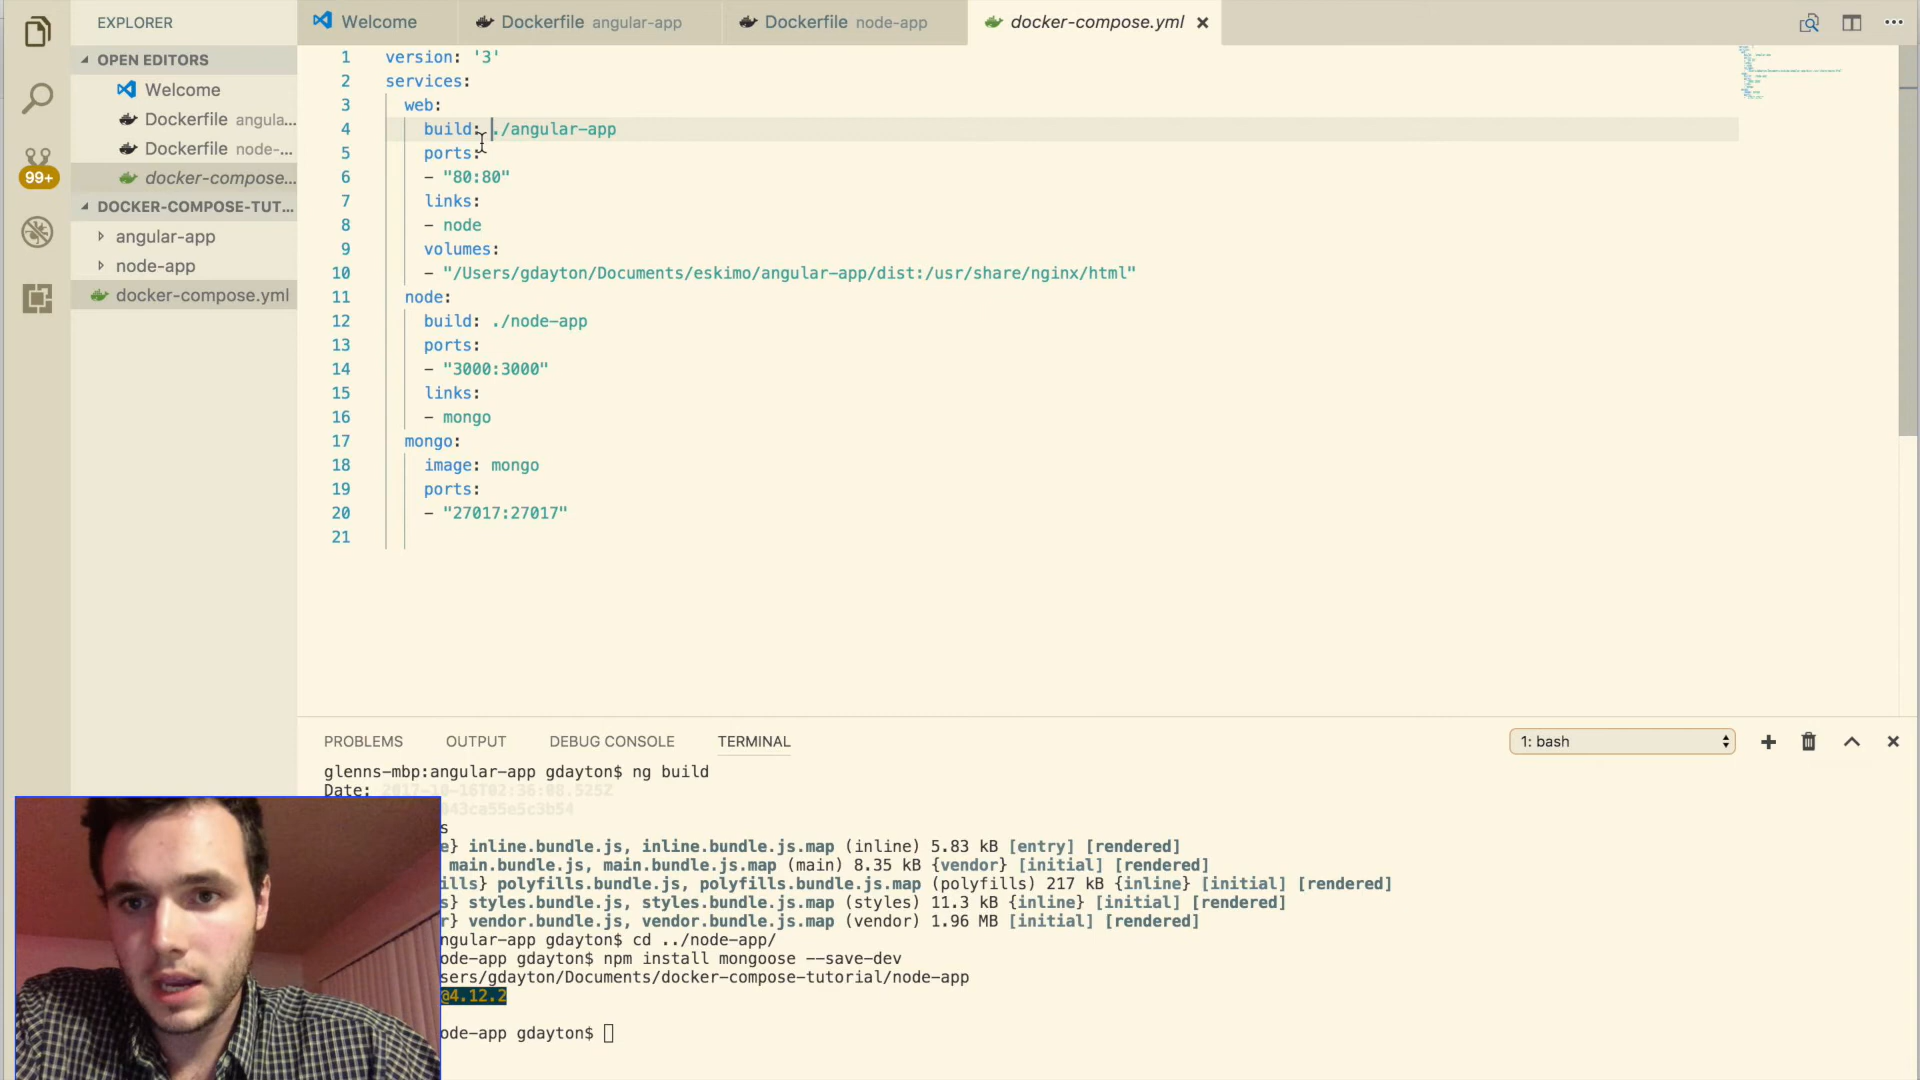 EXPLORER
OPEN EDITORS
Welcome
Dockerfile angula...
Dockerfile node-...
docker-compose...
99+
DOCKER-COMPOSE-TUT...
angular-app
node-app
docker-compose.yml
Welcome
Dockerfile angular-app
Dockerfile node-app
docker-compose.yml
1 version: '3'
2 services:
3 web:
4 build: ./angular-app
5 ports:
6 - "80:80"
7 links:
8 - node
9 volumes:
10 - "/Users/gdayton/Documents/eskimo/angular-app/dist:/usr/share/nginx/html"
11 node:
12 build: ./node-app
13 ports:
14 - "3000:3000"
15 links:
16 - mongo
17 mongo:
18 image: mongo
19 ports:
20 - "27017:27017"
21
PROBLEMS OUTPUT DEBUG CONSOLE TERMINAL
1: bash
glenns-mbp:angular-app gdayton$ ng build
Date: 2017-10-16T02:36:08.525Z
43ca55e5c3b54
s
e} inline.bundle.js, inline.bundle.js.map (inline) 5.83 kB [entry] [rendered]
main.bundle.js, main.bundle.js.map (main) 8.35 kB {vendor} [initial] [rendered]
ills} polyfills.bundle.js, polyfills.bundle.js.map (polyfills) 217 kB {inline} [initial] [rendered]
s} styles.bundle.js, styles.bundle.js.map (styles) 11.3 kB {inline} [initial] [rendered]
r} vendor.bundle.js, vendor.bundle.js.map (vendor) 1.96 MB [initial] [rendered]
ngular-app gdayton$ cd ../node-app/
ode-app gdayton$ npm install mongoose --save-dev
sers/gdayton/Documents/docker-compose-tutorial/node-app
@4.12.2
ode-app gdayton$